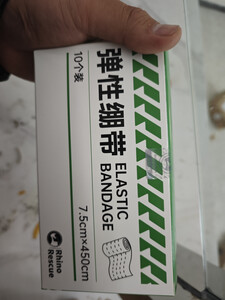 弹性绷带
ELASTIC
BANDAGE
10个装
7.5cm×450cm
Rhino
Rescue